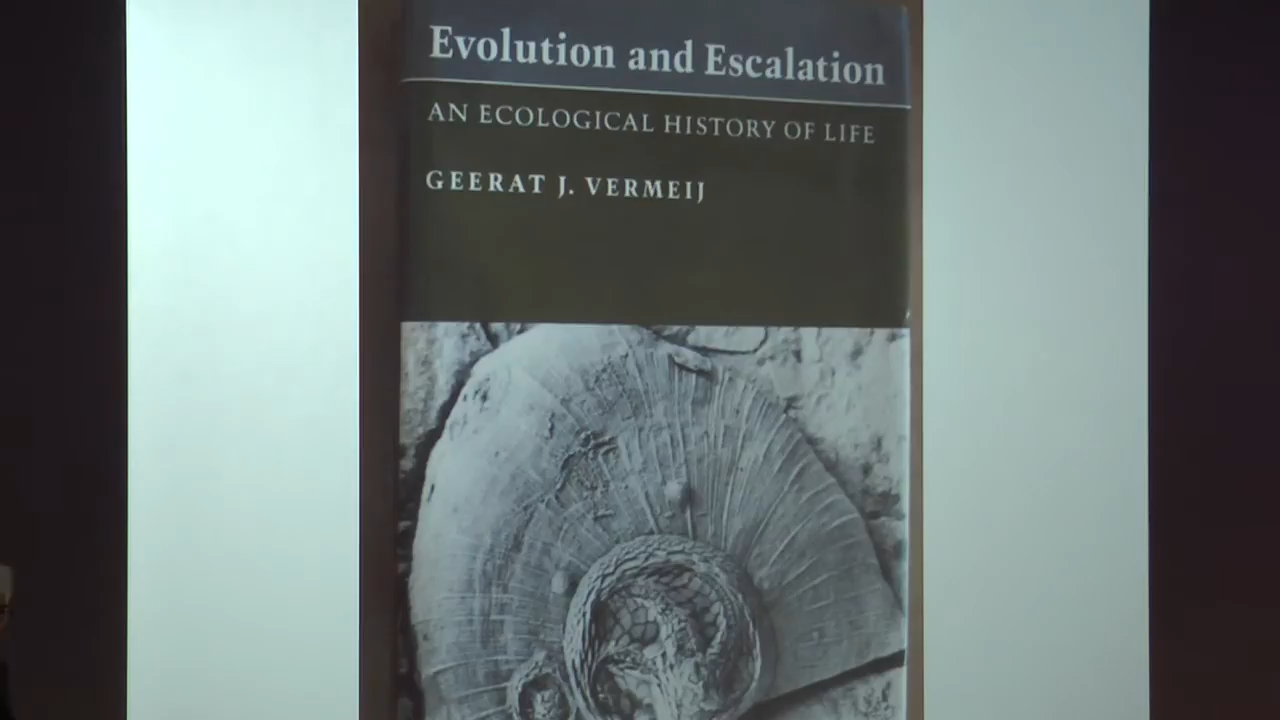 Evolution and Escalation
AN ECOLOGICAL HISTORY OF LIFE
GEERAT J. VERMEIJ